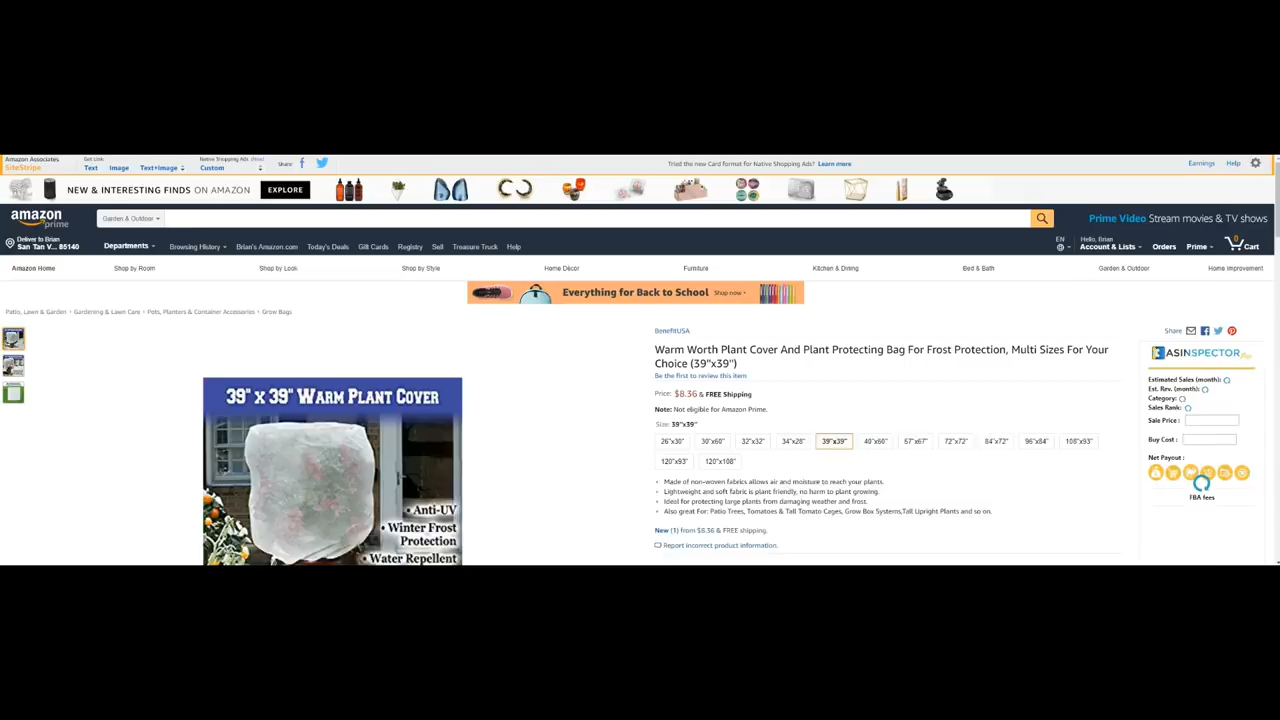 Amazon Associates
SiteStripe
Get Link:
Text Image Text+Image
Native Shopping Ads
Custom
Share:
Tried the new Card format for Native Shopping Ads? Learn more
Earnings Help
NEW & INTERESTING FINDS ON AMAZON EXPLORE
amazon
prime
Garden & Outdoor
Prime Video Stream movies & TV shows
Deliver to Brian
San Tan V... 85140
Departments
Browsing History Brian's Amazon.com Today's Deals Gift Cards Registry Sell Treasure Truck Help
EN
Hello, Brian
Account & Lists Orders Prime
0
Cart
Amazon Home Shop by Room Shop by Look Shop by Style Home Décor Furniture Kitchen & Dining Bed & Bath Garden & Outdoor Home Improvement
Everything for Back to School Shop now ›
Patio, Lawn & Garden › Gardening & Lawn Care › Pots, Planters & Container Accessories › Grow Bags
39" x 39" Warm Plant Cover
• Anti-UV
• Winter Frost
Protection
• Water Repellent
BenefitUSA
Warm Worth Plant Cover And Plant Protecting Bag For Frost Protection, Multi Sizes For Your
Choice (39"x39")
Be the first to review this item
Price: $8.36 & FREE Shipping
Note: Not eligible for Amazon Prime.
Size: 39"x39"
26"x30" 30"x60" 32"x32" 34"x28" 39"x39" 40"x60" 57"x67" 72"x72" 84"x72" 96"x84" 108"x93"
120"x93" 120"x108"
• Made of non-woven fabrics allows air and moisture to reach your plants.
• Lightweight and soft fabric is plant friendly, no harm to plant growing.
• Ideal for protecting large plants from damaging weather and frost.
• Also great For: Patio Trees, Tomatoes & Tall Tomato Cages, Grow Box Systems,Tall Upright Plants and so on.
New (1) from $8.36 & FREE shipping.
Report incorrect product information.
Share
ASINSPECTOR
Estimated Sales (month):
Est. Rev. (month):
Category:
Sales Rank:
Sale Price :
Buy Cost :
Net Payout :
FBA fees